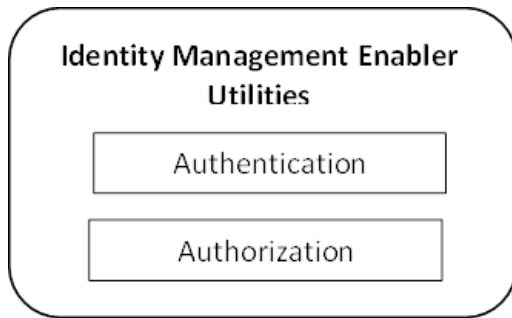 Identity Management Enabler
Utilities
Authentication
Authorization